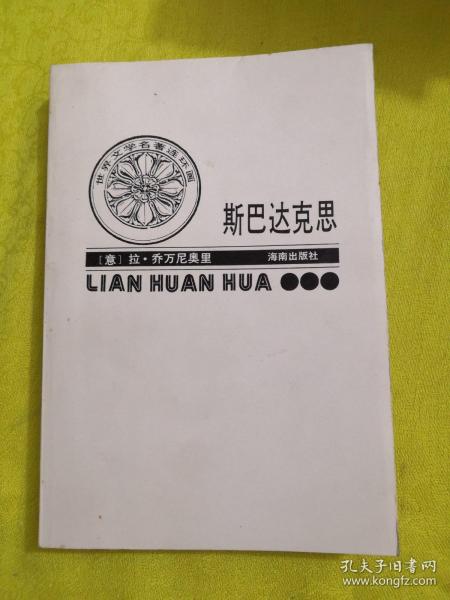 世界文学名著连环画
斯巴达克思
[意] 拉·乔万尼奥里
海南出版社
LIAN HUAN HUA
孔夫子旧书网
www.kongfz.com